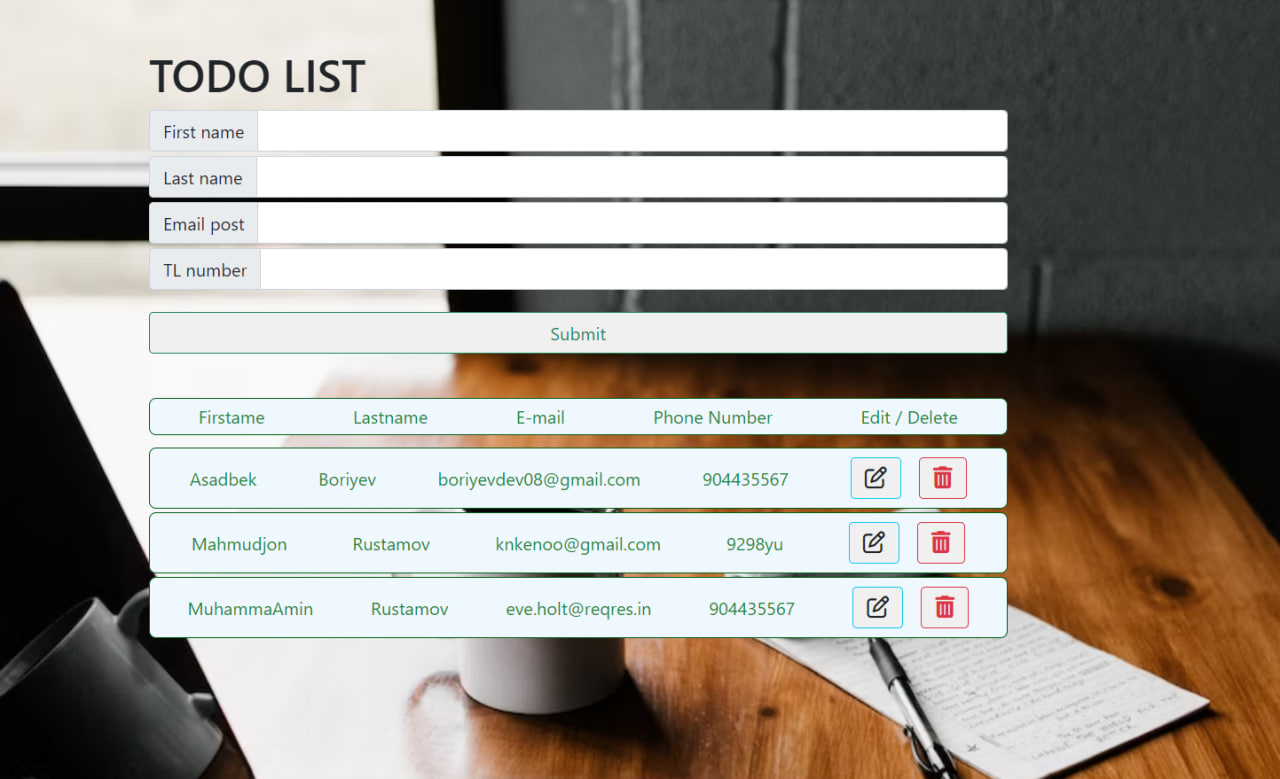 TODO LIST
First name
Last name
Email post
TL number
Submit
Firstame Lastname E-mail Phone Number Edit / Delete
Asadbek Boriyev boriyevdev08@gmail.com 904435567
Mahmudjon Rustamov knkenoo@gmail.com 9298yu
MuhammaAmin Rustamov eve.holt@reqres.in 904435567